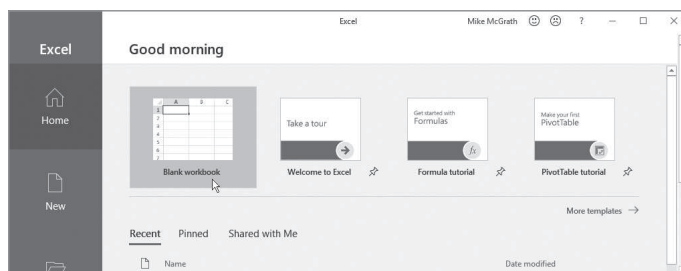 Excel
Mike McGrath
?
Excel
Good morning
Home
New
A B C
1
2
3
4
5
6
7
Blank workbook
Take a tour
Welcome to Excel
Get started with
Formulas
fx
Formula tutorial
Make your first
PivotTable
PivotTable tutorial
More templates
Recent Pinned Shared with Me
Name Date modified